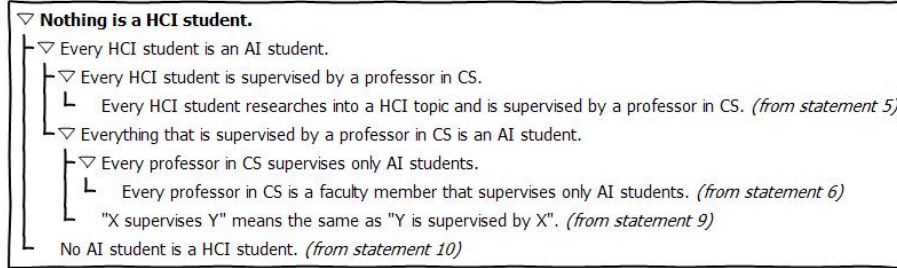 Nothing is a HCI student.
Every HCI student is an AI student.
Every HCI student is supervised by a professor in CS.
Every HCI student researches into a HCI topic and is supervised by a professor in CS. (from statement 5)
Everything that is supervised by a professor in CS is an AI student.
Every professor in CS supervises only AI students.
Every professor in CS is a faculty member that supervises only AI students. (from statement 6)
"X supervises Y" means the same as "Y is supervised by X". (from statement 9)
No AI student is a HCI student. (from statement 10)